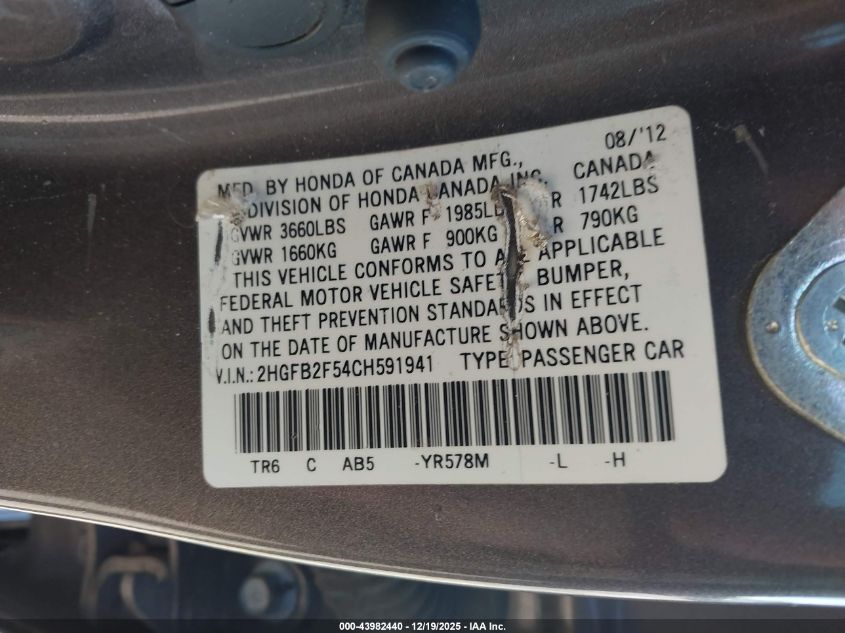 08/'12
MFD. BY HONDA OF CANADA MFG.,
DIVISION OF HONDA CANADA INC. CANADA
GVWR 3660LBS GAWR F 1985LB R 1742LBS
GVWR 1660KG GAWR F 900KG R 790KG
THIS VEHICLE CONFORMS TO ALL APPLICABLE
FEDERAL MOTOR VEHICLE SAFETY BUMPER,
AND THEFT PREVENTION STANDARDS IN EFFECT
ON THE DATE OF MANUFACTURE SHOWN ABOVE.
V.I.N.: 2HGFB2F54CH591941 TYPE: PASSENGER CAR
TR6 C AB5 -YR578M -L -H
000-43982440 - 12/19/2025 - IAA Inc.